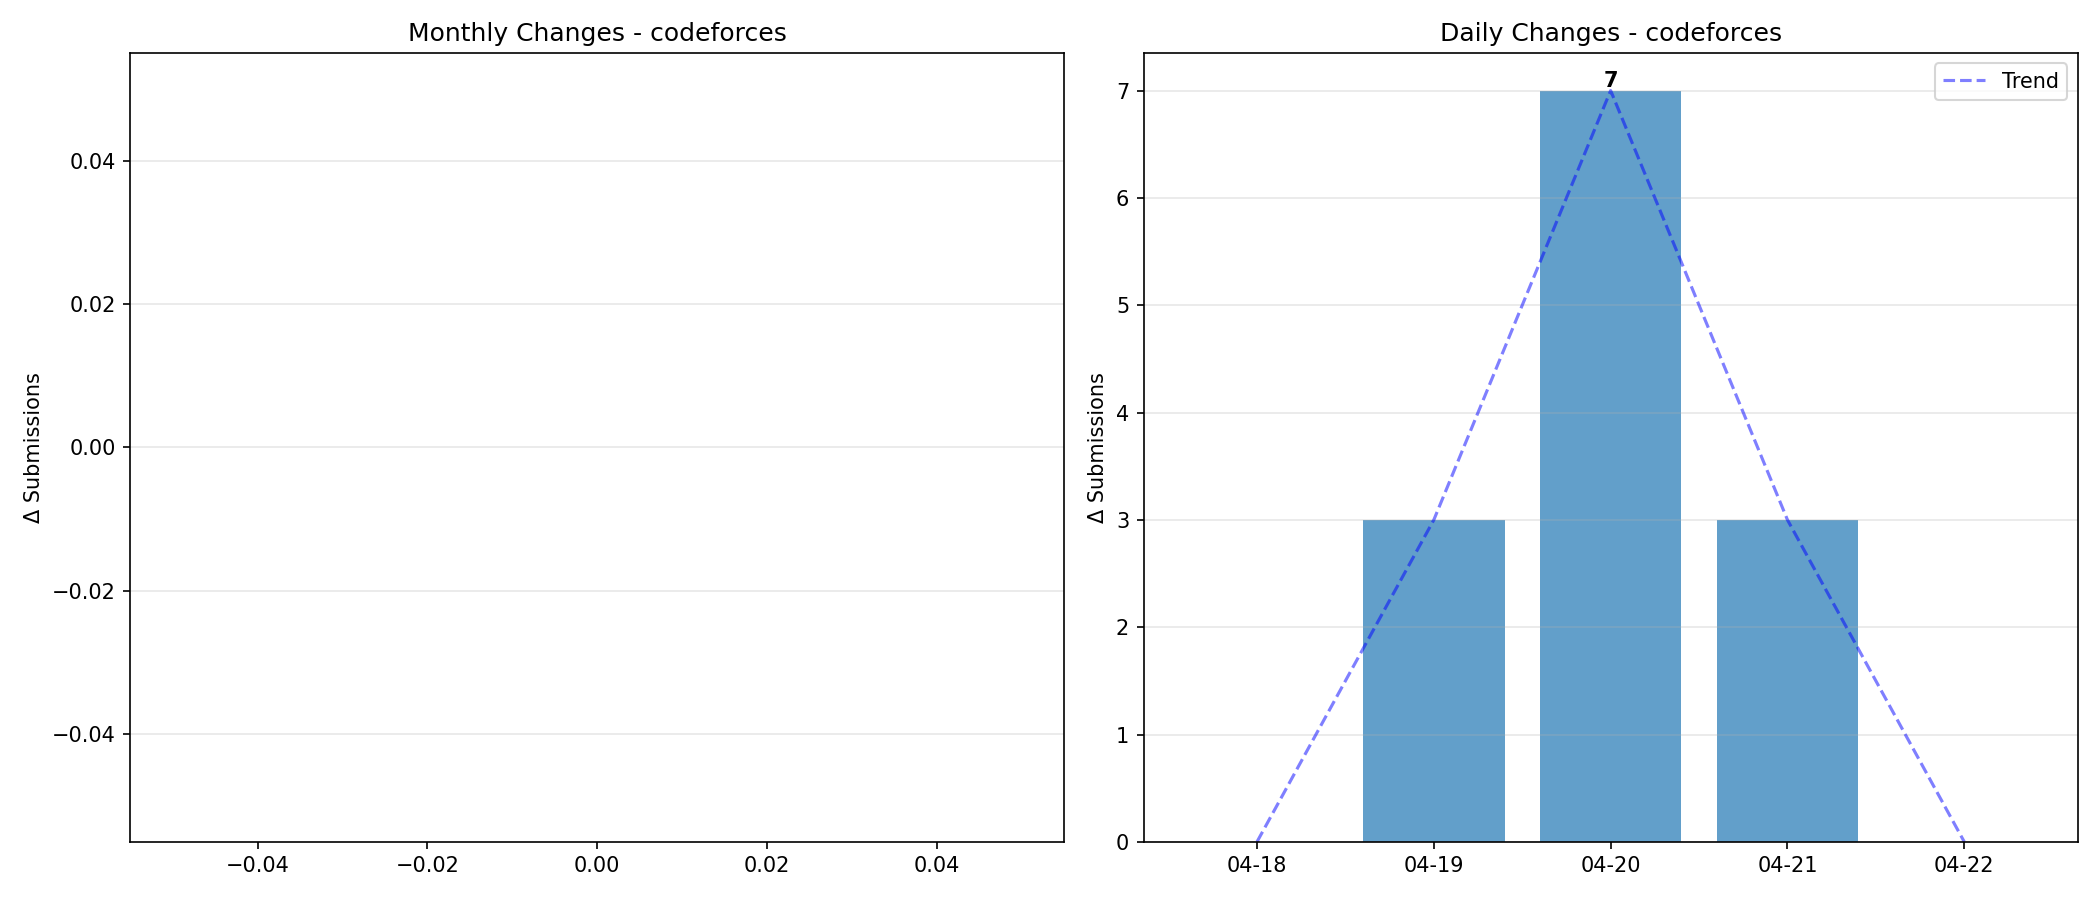 Monthly Changes - codeforces
Δ Submissions
0.04
0.02
0.00
−0.02
−0.04
−0.04 −0.02 0.00 0.02 0.04
Daily Changes - codeforces
Trend
7
Δ Submissions
7
6
5
4
3
2
1
0
04-18 04-19 04-20 04-21 04-22